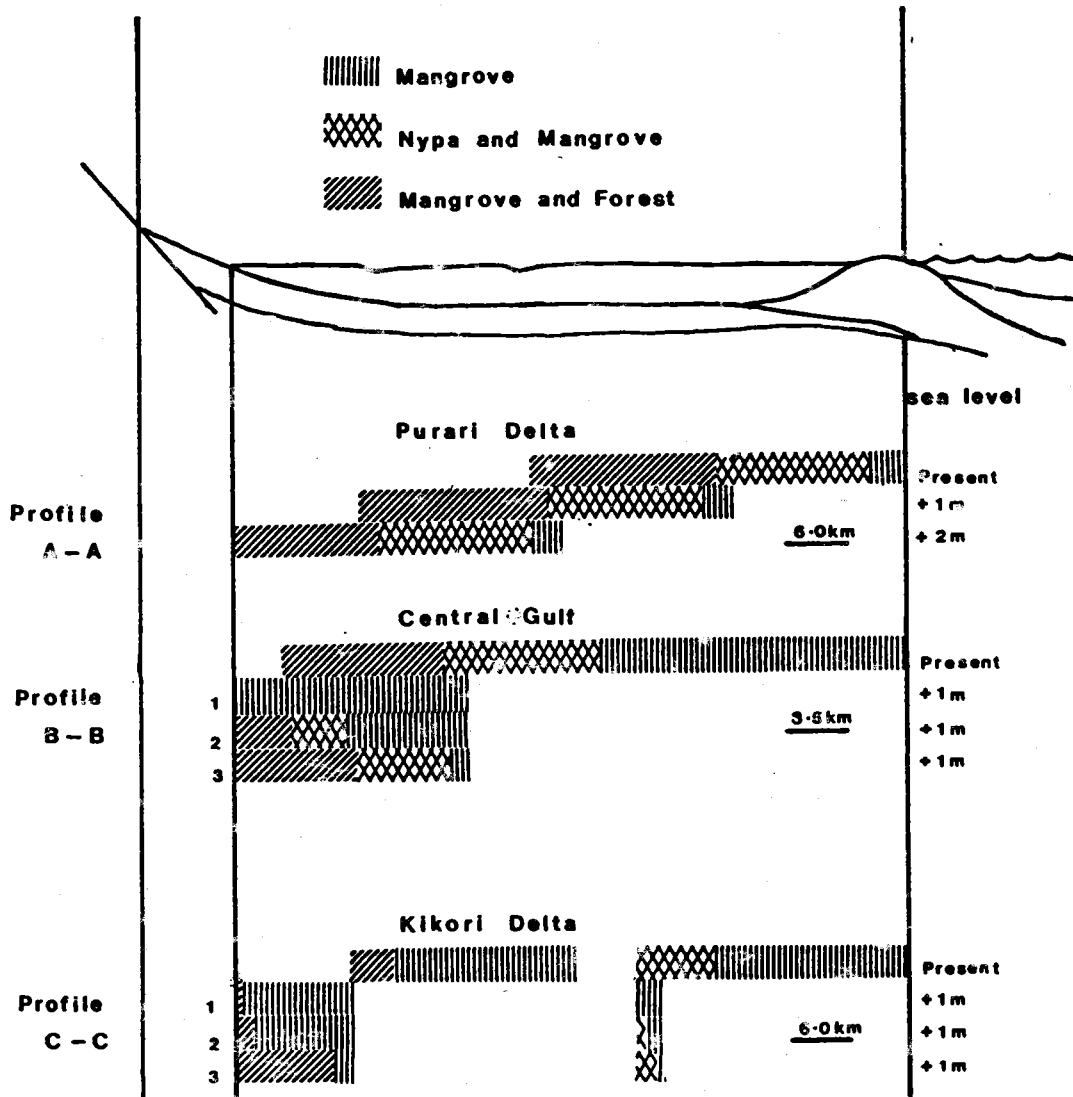 Mangrove
Nypa and Mangrove
Mangrove and Forest
sea level
Purari Delta
Present
+1m
+2m
Profile
A-A
6·0km
Central Gulf
Present
Profile
B-B
1
+1m
2
+1m
3
+1m
3·5km
Kikori Delta
Present
Profile
C-C
1
+1m
2
+1m
3
+1m
6·0km